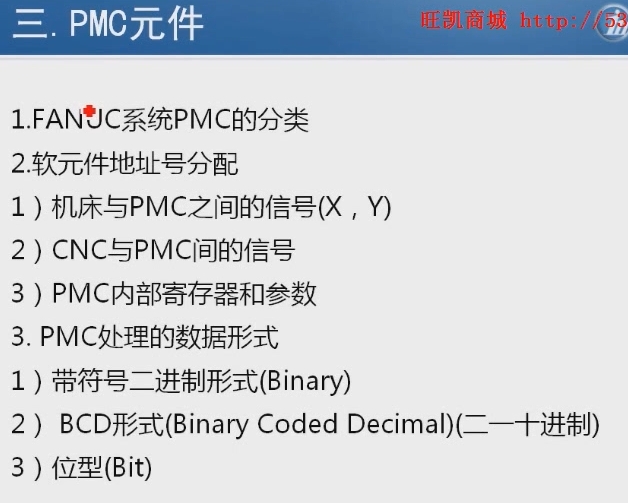 三.PMC元件
旺凯商城 http://53
1.FANUC系统PMC的分类
2.软元件地址号分配
1）机床与PMC之间的信号(X，Y)
2）CNC与PMC间的信号
3）PMC内部寄存器和参数
3. PMC处理的数据形式
1）带符号二进制形式(Binary)
2） BCD形式(Binary Coded Decimal)(二一十进制)
3）位型(Bit)